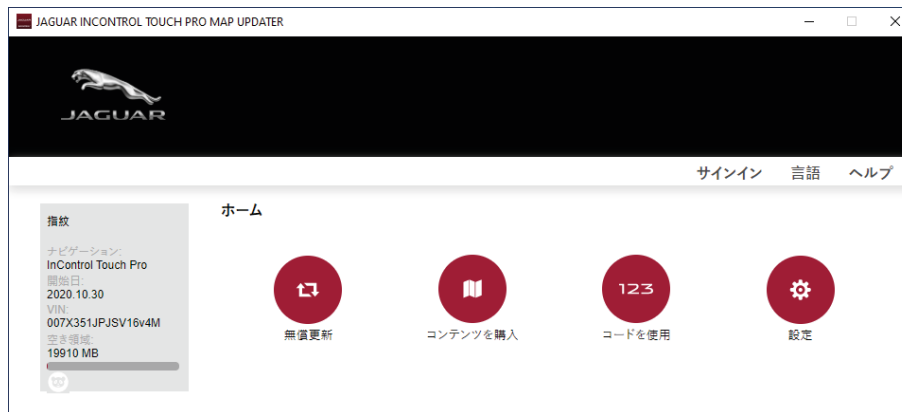 JAGUAR INCONTROL TOUCH PRO MAP UPDATER
JAGUAR
サインイン 言語 ヘルプ
指紋
ナビゲーション:
InControl Touch Pro
開始日:
2020.10.30
VIN:
007X351JPJSV16v4M
空き領域:
19910 MB
ホーム
123
無償更新 コンテンツを購入 コードを使用 設定